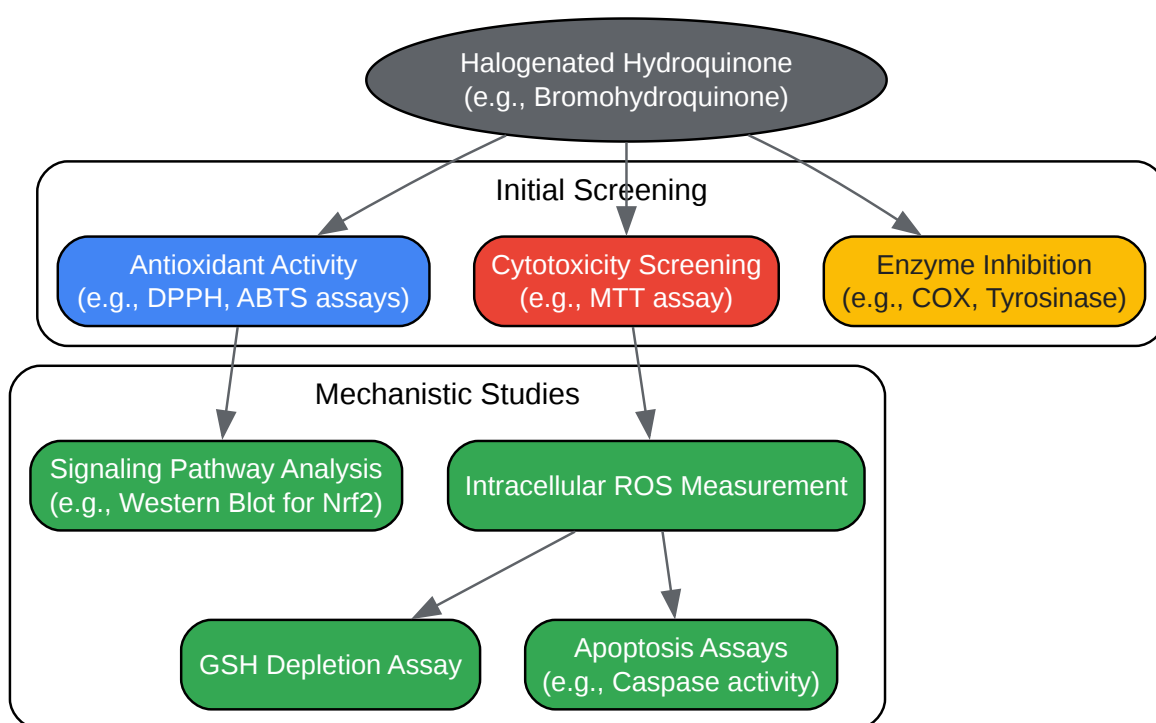 Halogenated Hydroquinone
(e.g., Bromohydroquinone)
Initial Screening
Antioxidant Activity
(e.g., DPPH, ABTS assays)
Cytotoxicity Screening
(e.g., MTT assay)
Enzyme Inhibition
(e.g., COX, Tyrosinase)
Mechanistic Studies
Signaling Pathway Analysis
(e.g., Western Blot for Nrf2)
Intracellular ROS Measurement
GSH Depletion Assay
Apoptosis Assays
(e.g., Caspase activity)